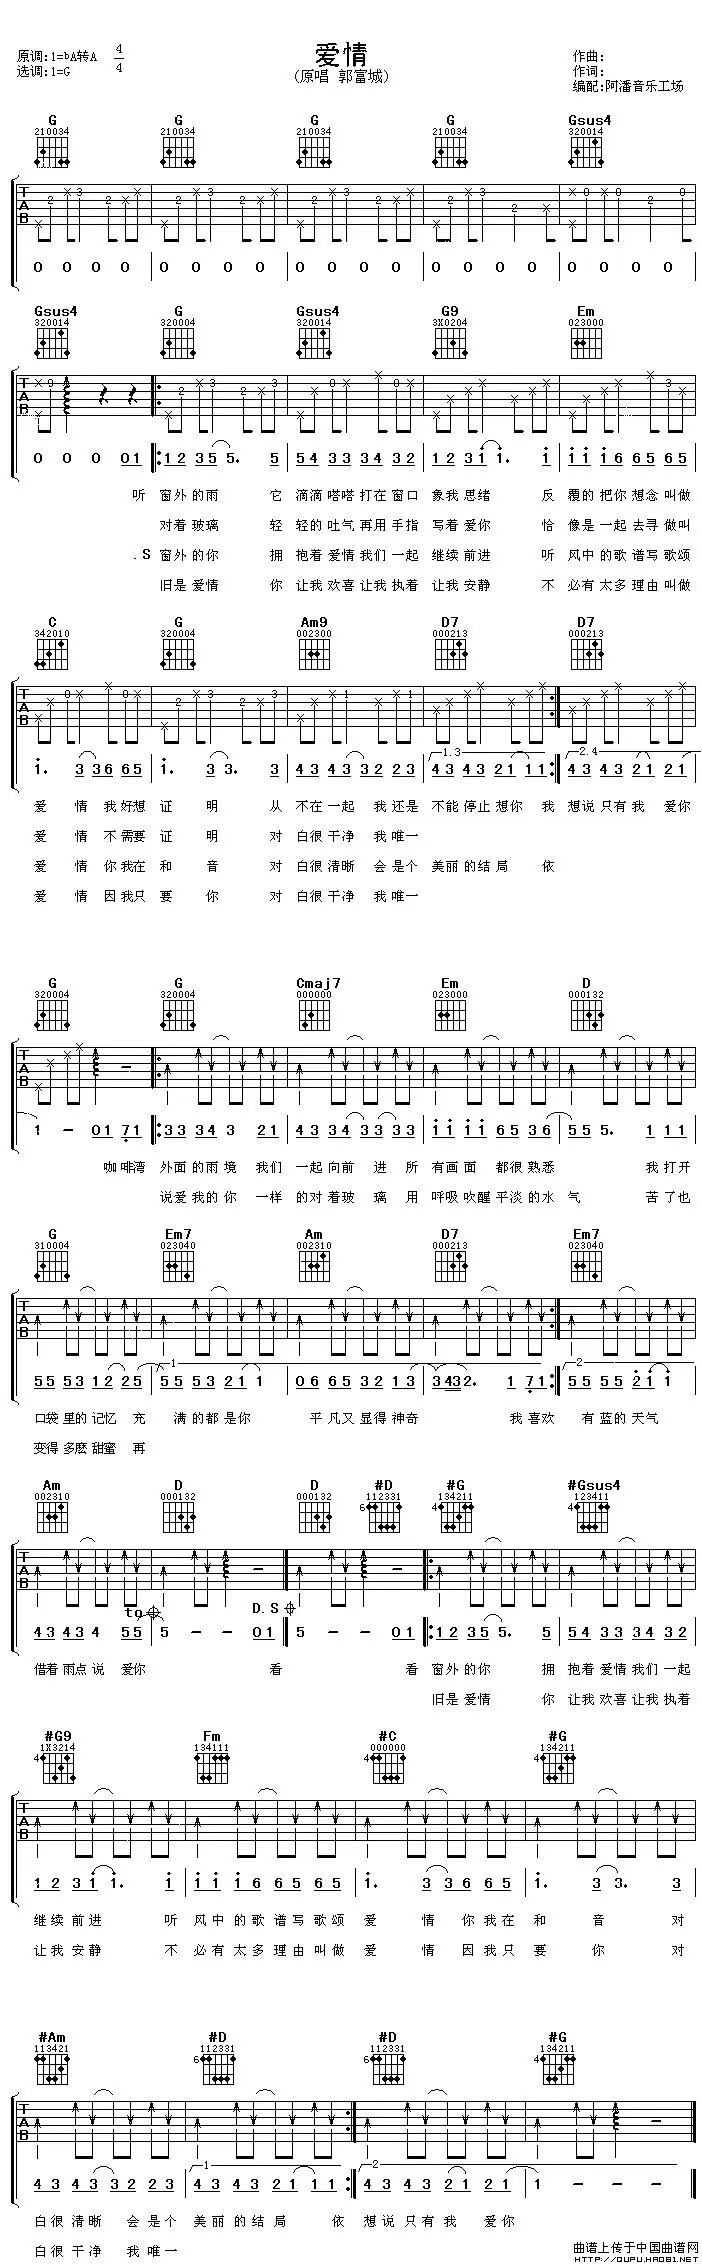 爱情
原调:1=bA转A 4/4 作曲:
选调:1=G (原唱 郭富城) 作词:
编配:阿潘音乐工场
G G G G Gsus4
210034 210034 210034 210034 320014
T A B
0 0 0 0 0 0 0 0 0 0 0 0 0 0 0 0 0 0 0 0
Gsus4 G Gsus4 G9 Em
320014 320004 320014 3X0204 023000
T A B
0 0 0 01 12 35 5. 5 54 33 34 32 12 31 1. 1 11 16 65 65
听 窗外的雨 它 滴滴嗒嗒打在窗口 象我思绪 反 覆的把你想念叫做
对着玻璃 轻 轻的吐气再用手指 写着爱你 恰 像是一起去寻做叫
.S 窗外的你 拥 抱着爱情我们一起 继续前进 听 风中的歌谱写歌颂
旧是爱情 你 让我欢喜让我执着 让我安静 不 必有太多理由叫做
C G Am9 D7 D7
342010 320004 002300 000213 000213
T A B
1.3 2.4
1. 3 36 65 1. 3 3. 3 43 43 32 23 43 43 21 11 43 43 21 21
爱 情 我好想 证 明 从 不在一起 我还是 不能停止想你 我 想说只有我 爱你
爱 情 不需要 证 明 对 白很干净 我唯一
爱 情 你我在 和 音 对 白很清晰 会是个 美丽的结局 依
爱 情 因我只 要 你 对 白很干净 我唯一
G G Cmaj7 Em D
320004 320004 000000 023000 000132
T A B
1 - 01 71 33 34 3 21 43 43 4 33 11 11 65 36 55 5. 1 71
咖啡湾 外面的雨境 我们 一起向前 进 所 有画面 都很熟悉 我打开
说爱我的你 一样 的对着玻 璃 用 呼吸吹醒平淡的水 气 苦了也
G Em7 Am D7 Em7
310004 023040 002310 000213 023040
T A B
1 2
55 53 12 25 55 53 21 1 06 65 32 13 3432. 1 71 55 55 21 1
口袋里的记忆 充 满的都是你 平凡又显得神奇 我喜欢 有蓝的天气
变得多麽甜蜜 再
Am D D #D #G #Gsus4
002310 000132 000132 112331 134211 123411
6 4 4
T A B
to D.S
43 43 4 55 5 - - 01 5 - - 01 12 35 5. 5 54 33 34 32
借着雨点说 爱你 看 看 窗外的你 拥 抱着爱情我们一起
旧是爱情 你 让我欢喜让我执着
#G9 Fm #C #G
1X3214 134111 000000 134211
4 4 4
T A B
12 31 1. 1 11 16 65 65 1. 3 36 65 1. 3 3. 3
继续前进 听 风中的歌谱写歌颂 爱 情 你我在 和 音 对
让我安静 不 必有太多理由叫做 爱 情 因我只 要 你 对
#Am #D #D #G
113421 112331 112331 134211
6 6 4
T A B
1 2
43 43 32 23 43 43 21 1 43 43 21 21 1 - - -
白很清晰 会是个 美丽的结局 依 想说只有我 爱你
白很干净 我唯一
曲谱上传于中国曲谱网
HTTP://QUPU.HAO81.NET